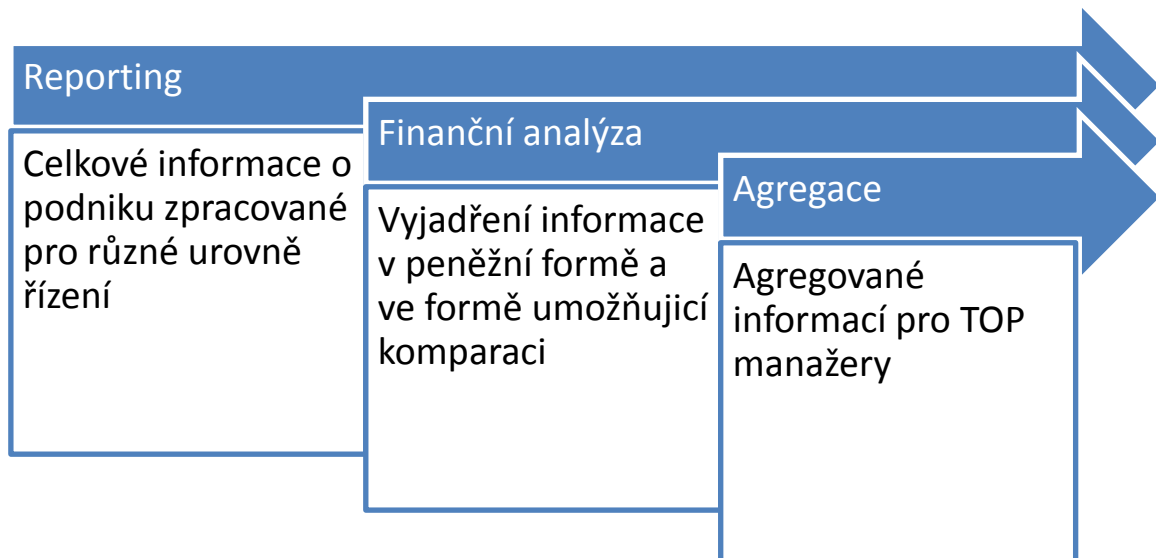 Reporting
Celkové informace o
podniku zpracované
pro různé urovně
řízení
Finanční analýza
Vyjadření informace
v peněžní formě a
ve formě umožňujicí
komparaci
Agregace
Agregované
informací pro TOP
manažery